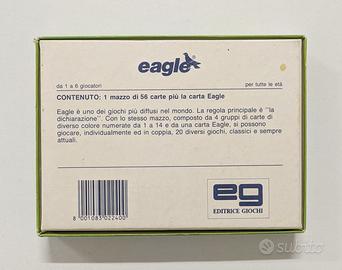 eagle
da 1 a 6 giocatori
per tutte le età
CONTENUTO: 1 mazzo di 56 carte più la carta Eagle
Eagle è uno dei giochi più diffusi nel mondo. La regola principale è "la
dichiarazione". Con lo stesso mazzo, composto da 4 gruppi di carte di
diverso colore numerate da 1 a 14 e da una carta Eagle, si possono
giocare, individualmente ed in coppia, 20 diversi giochi, classici e sempre
attuali.
eg
EDITRICE GIOCHI
8 001083 022400
subito